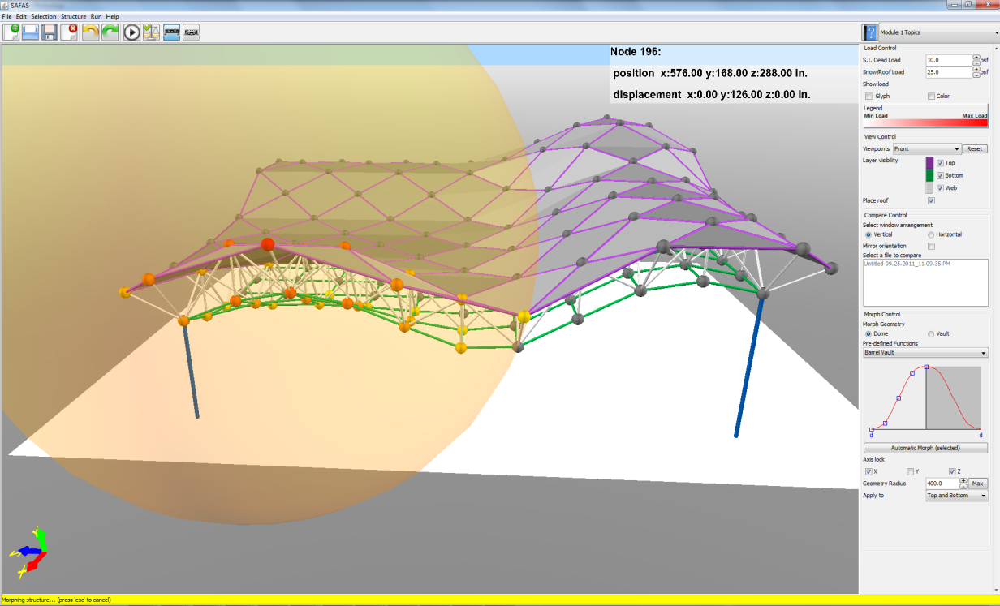 SAFAS
File Edit Selection Structure Run Help
Module 1 Topics
Node 196:
position x:576.00 y:168.00 z:288.00 in.
displacement x:0.00 y:126.00 z:0.00 in.
Load Control
S.I. Dead Load 10.0 psf
Snow/Roof Load 25.0 psf
Show load
Glyph Color
Legend
Min Load Max Load
View Control
Viewpoints Front Reset
Layer visibility Top
Bottom
Web
Place roof
Compare Control
Select window arrangement
Vertical Horizontal
Mirror orientation
Select a file to compare
Untitled-09.25.2011_11.09.35.PM
Morph Control
Morph Geometry
Dome Vault
Pre-defined Functions
Barrel Vault
d d
Automatic Morph (selected)
Axis lock
X Y Z
Geometry Radius 400.0 Max
Apply to Top and Bottom
Morphing structure... (press 'esc' to cancel)